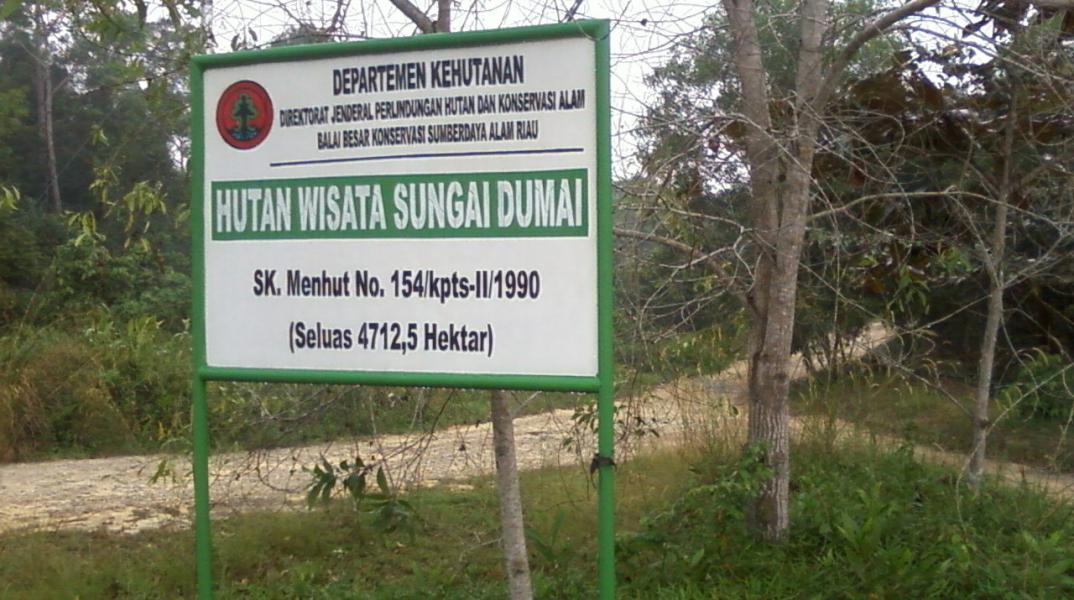 DEPARTEMEN KEHUTANAN
DIREKTORAT JENDERAL PERLINDUNGAN HUTAN DAN KONSERVASI ALAM
BALAI BESAR KONSERVASI SUMBERDAYA ALAM RIAU
HUTAN WISATA SUNGAI DUMAI
SK. Menhut No. 154/kpts-II/1990
(Seluas 4712,5 Hektar)